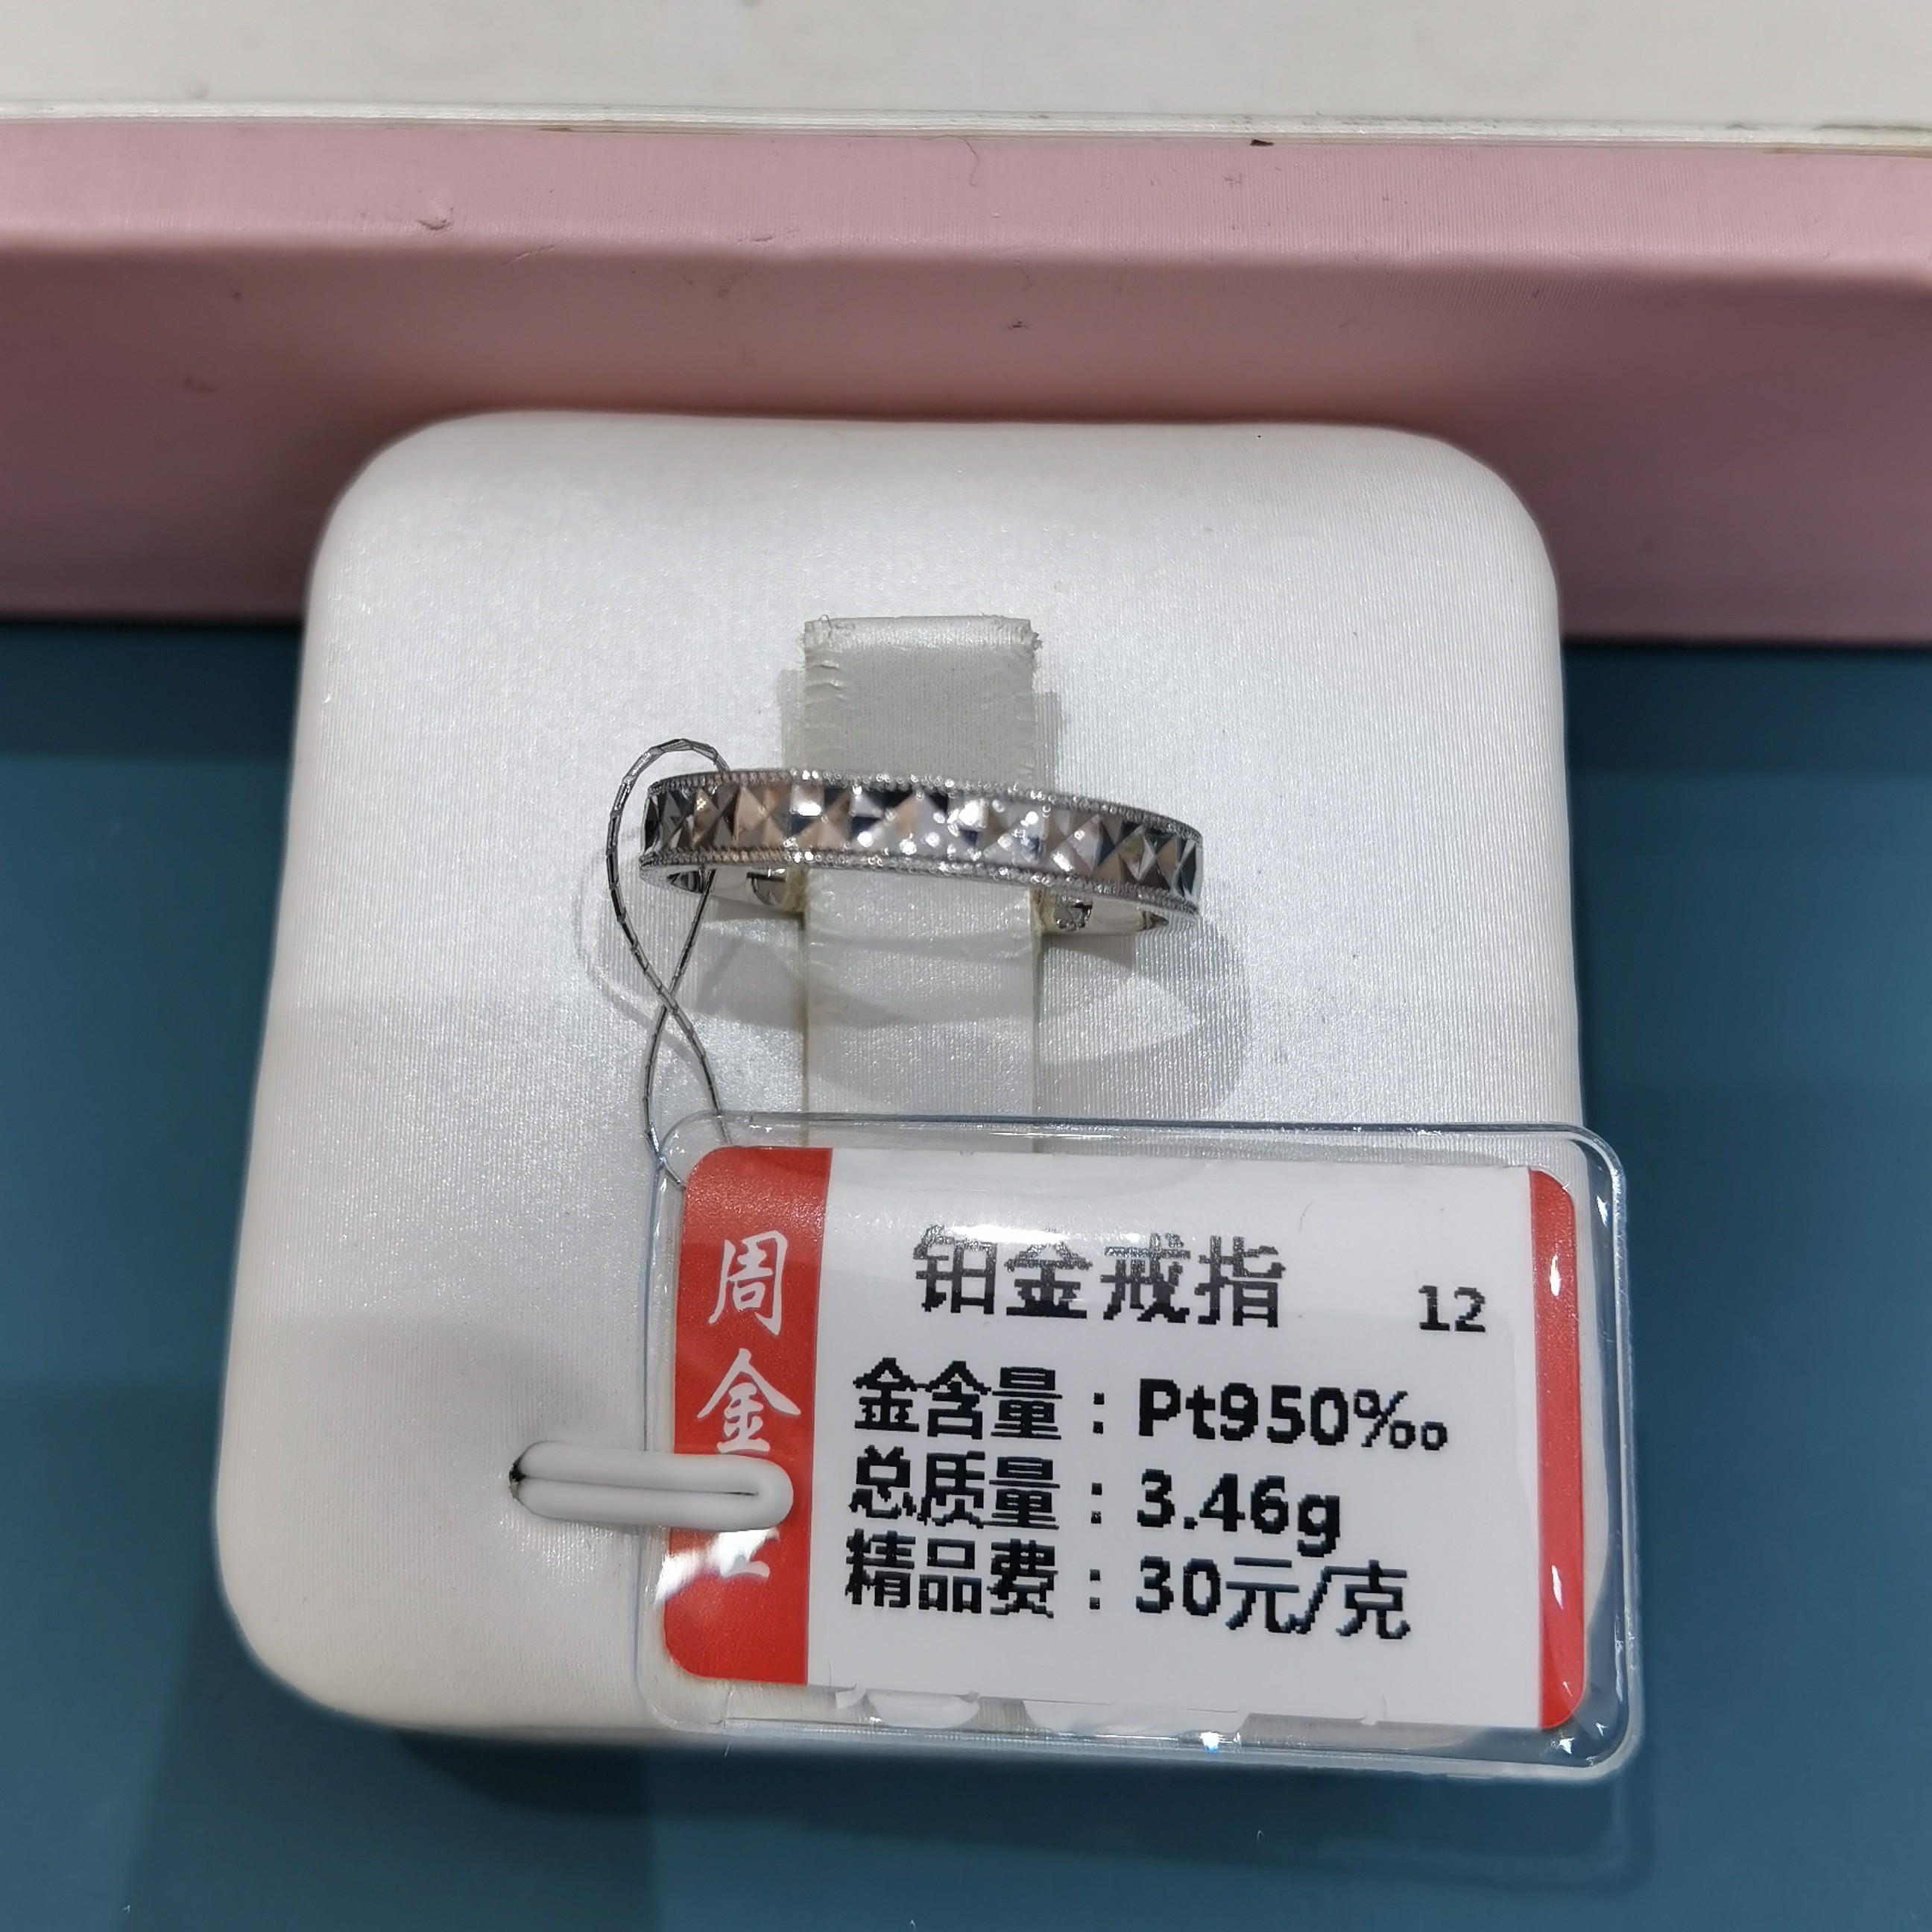 周金
铂金戒指 12
金含量：Pt950‰
总质量：3.46g
精品费：30元/克